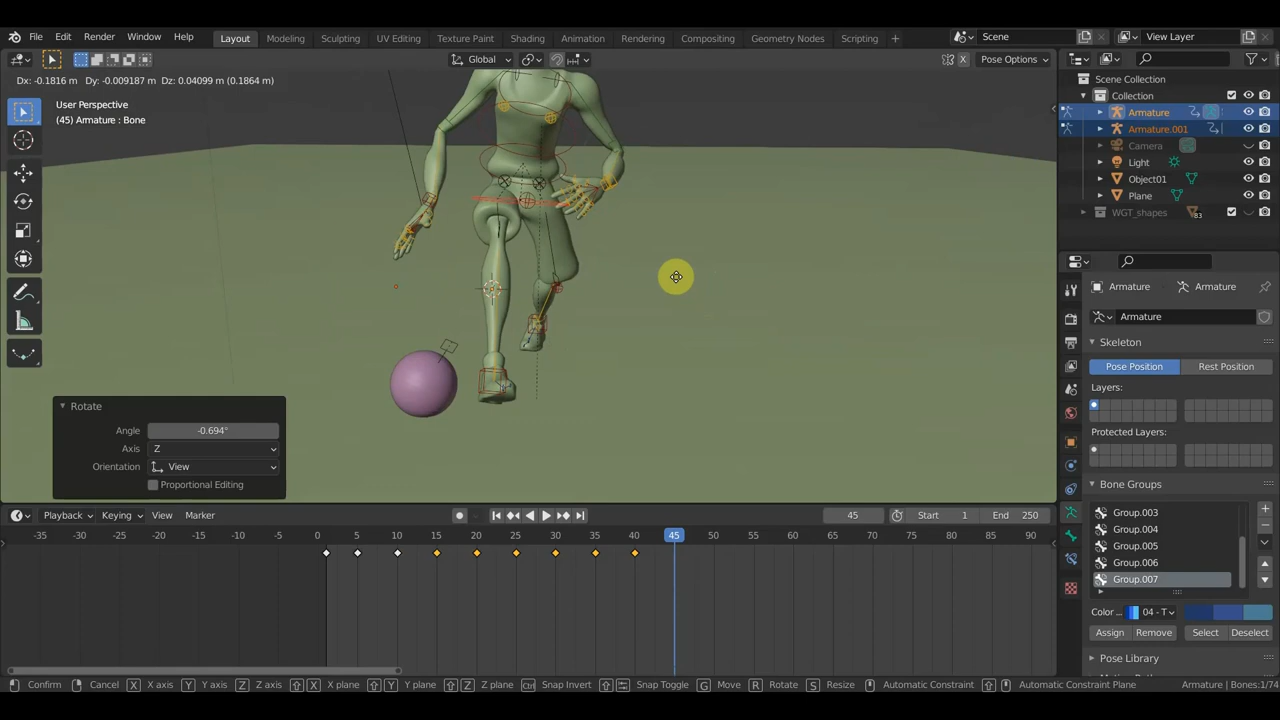 File Edit Render Window Help Layout Modeling Sculpting UV Editing Texture Paint Shading Animation Rendering Compositing Geometry Nodes Scripting + Scene View Layer
Global Pose Options
Dx: -0.1816 m Dy: -0.009187 m Dz: 0.04099 m (0.1864 m) X
User Perspective
(45) Armature : Bone
Scene Collection
Collection
Armature
Armature.001
Camera
Light
Object01
Plane
WGT_shapes 83
Armature Armature
Armature
Skeleton
Pose Position Rest Position
Layers:
Protected Layers:
Bone Groups
Group.003
Group.004
Group.005
Group.006
Group.007
Color ... 04 - T
Assign Remove Select Deselect
Pose Library
Rotate
Angle -0.694°
Axis Z
Orientation View
Proportional Editing
Playback Keying View Marker 45 Start 1 End 250
-35 -30 -25 -20 -15 -10 -5 0 5 10 15 20 25 30 35 40 45 50 55 60 65 70 75 80 85 90
Confirm Cancel X X axis Y Y axis Z Z axis X X plane Y Y plane Z Z plane Ctrl Snap Invert Snap Toggle G Move R Rotate S Resize Automatic Constraint Automatic Constraint Plane Armature | Bones:1/74